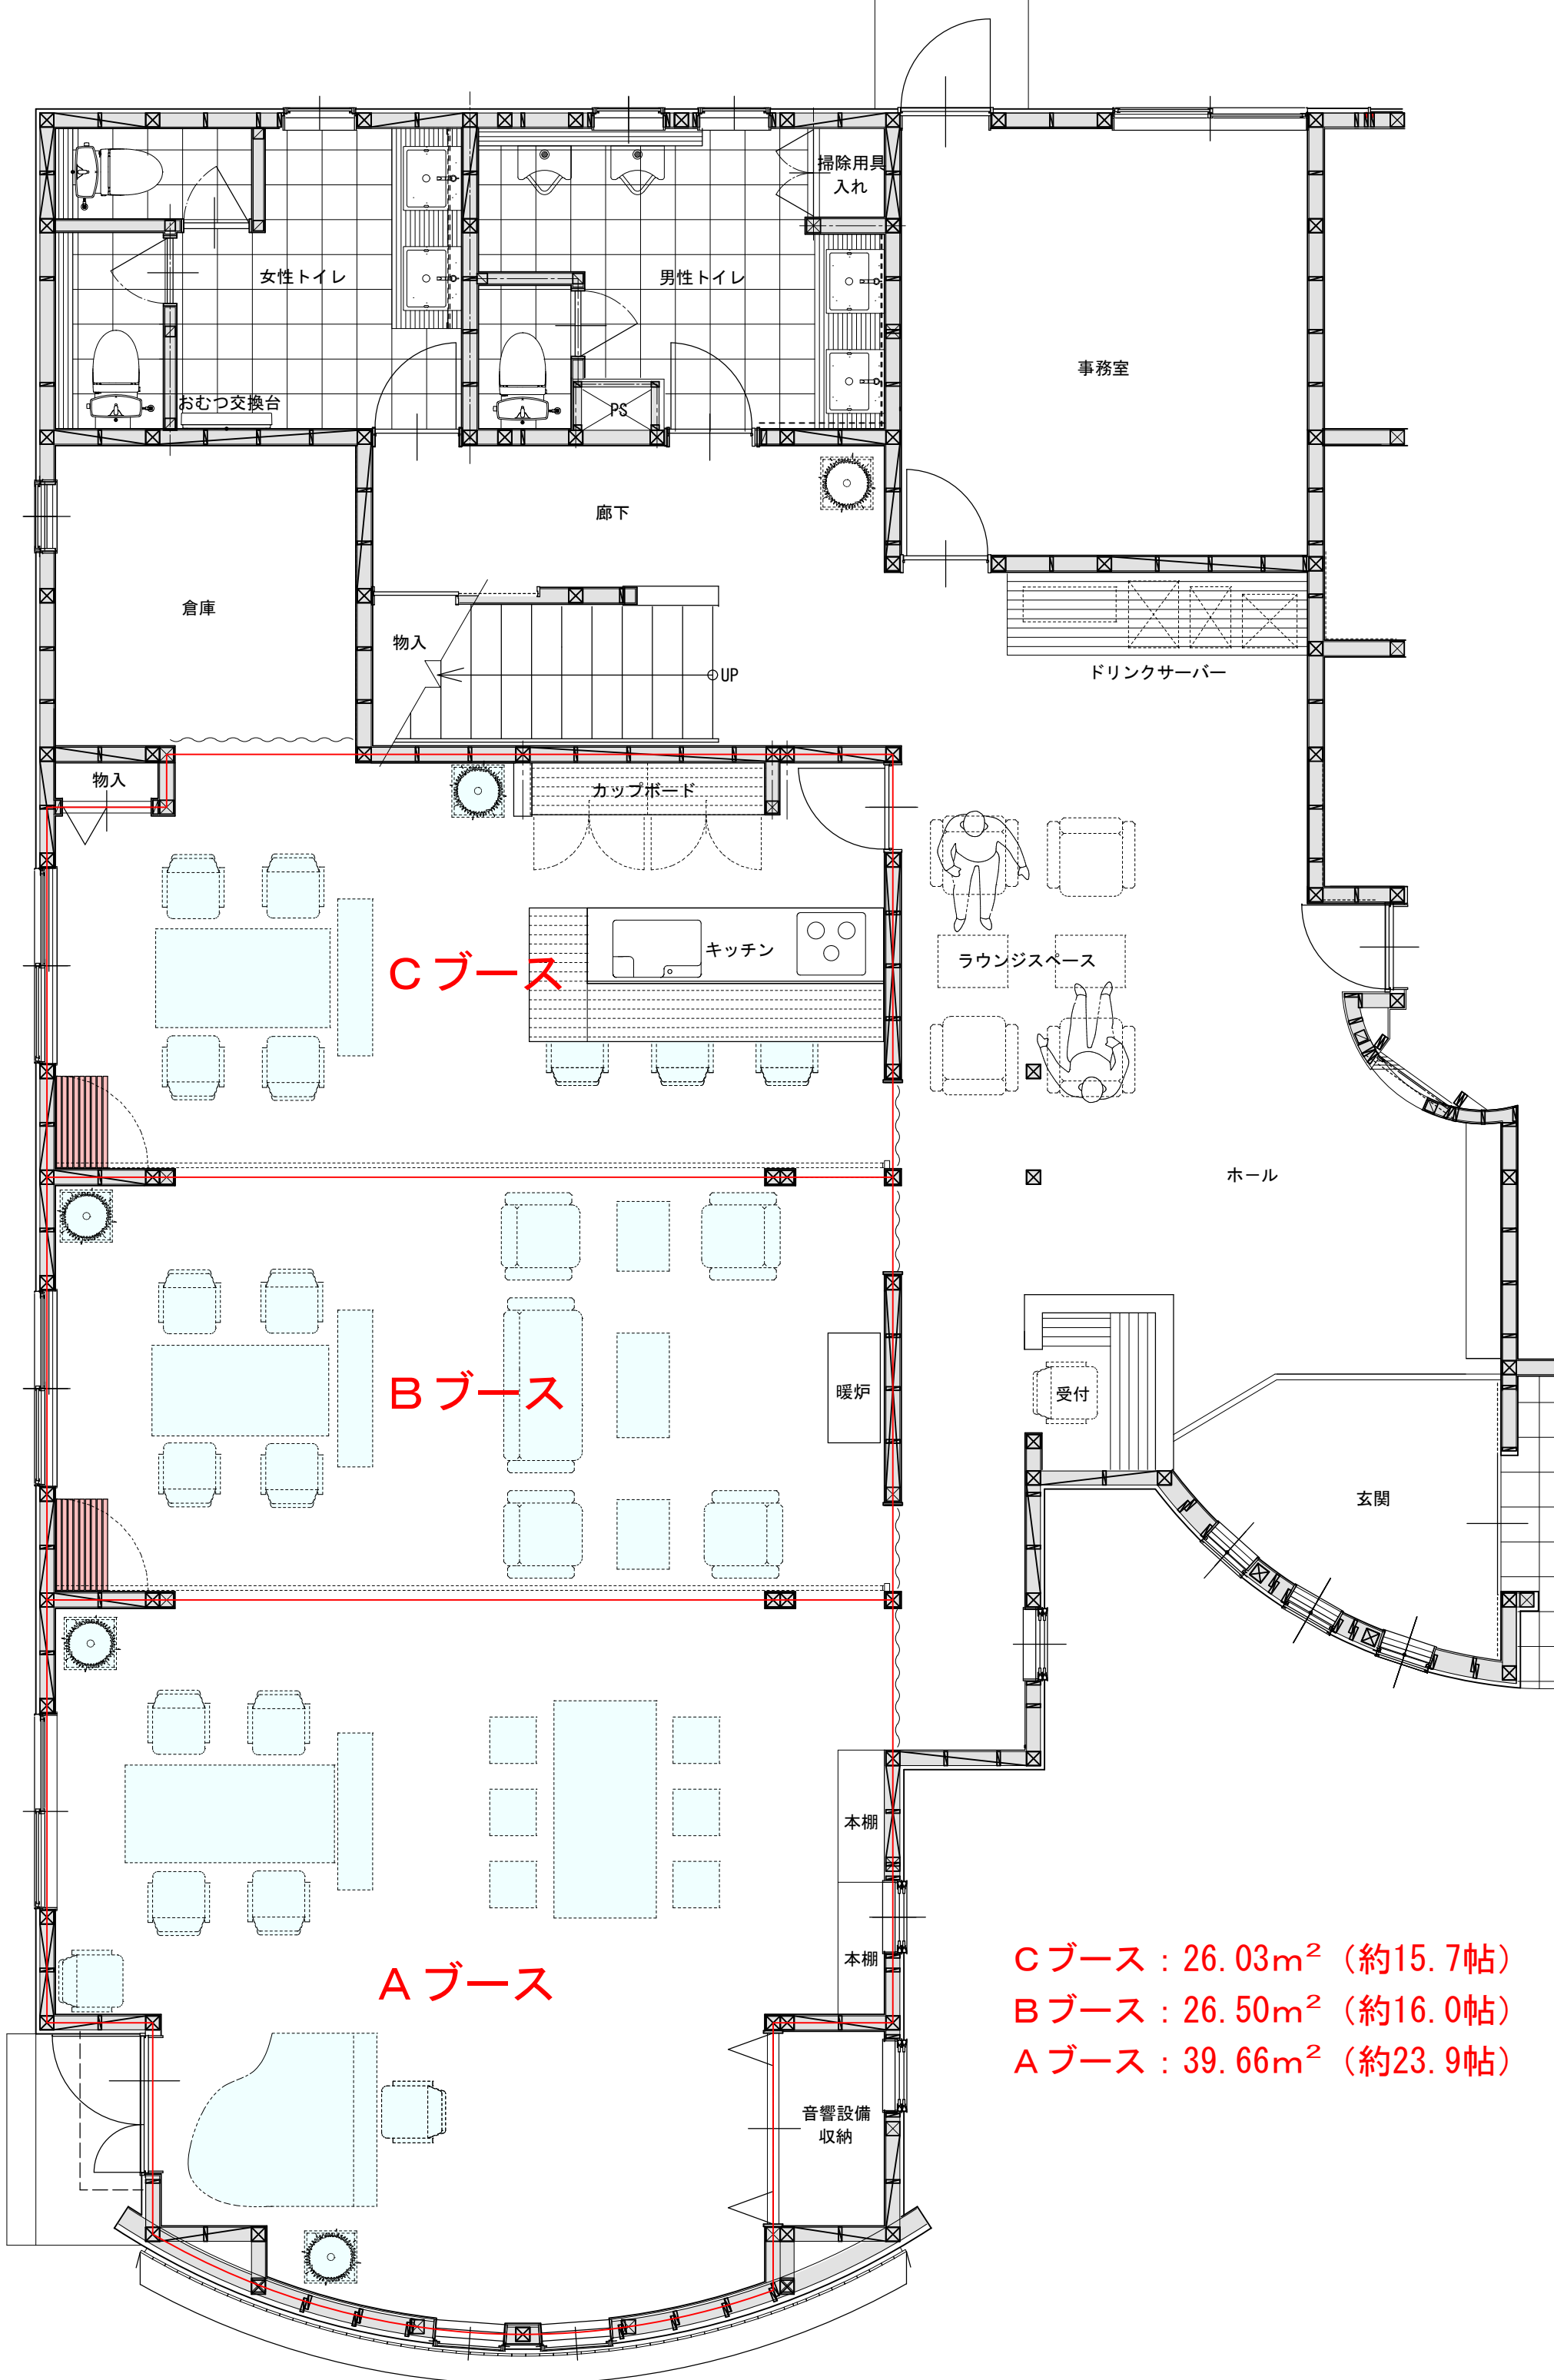 掃除用具
入れ
女性トイレ
男性トイレ
事務室
おむつ交換台
PS
廊下
倉庫
物入
UP
ドリンクサーバー
物入
カップボード
キッチン
Cブース
ラウンジスペース
ホール
Bブース
暖炉
受付
玄関
本棚
本棚
Aブース
Cブース：26.03m²（約15.7帖）
Bブース：26.50m²（約16.0帖）
Aブース：39.66m²（約23.9帖）
音響設備
収納